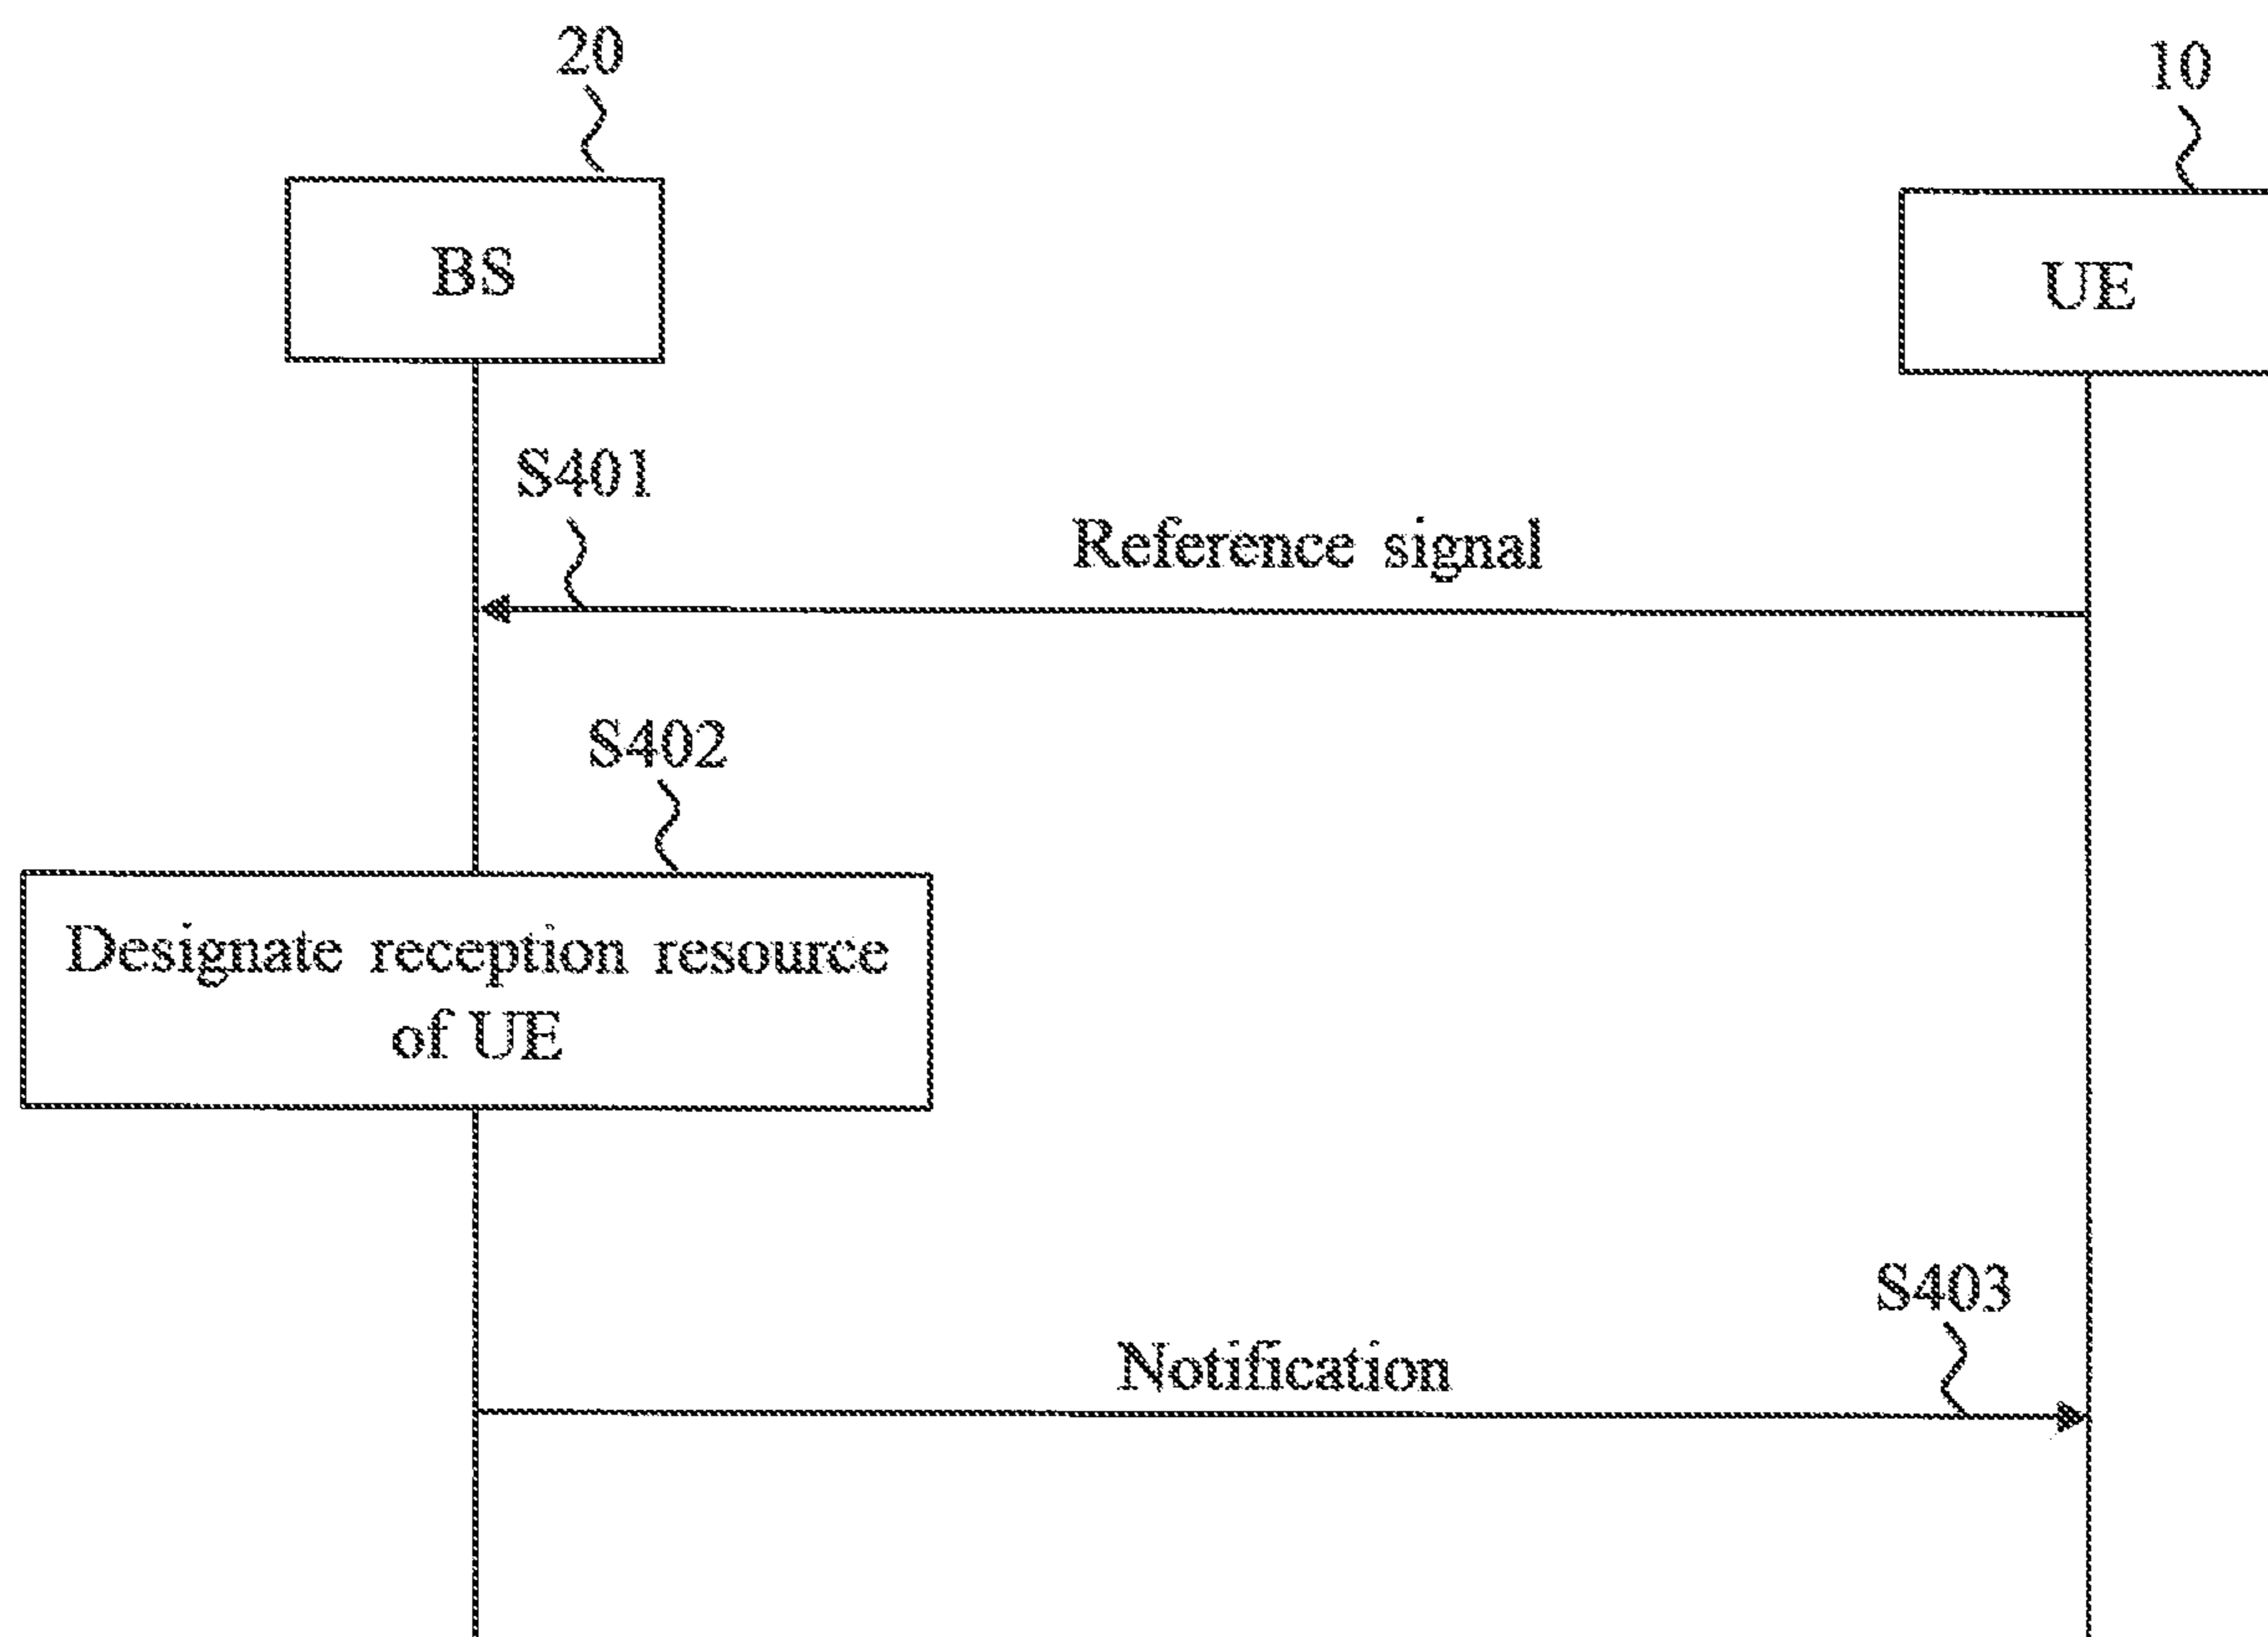 20
10
BS
UE
S401
Reference signal
S402
Designate reception resource
of UE
S403
Notification